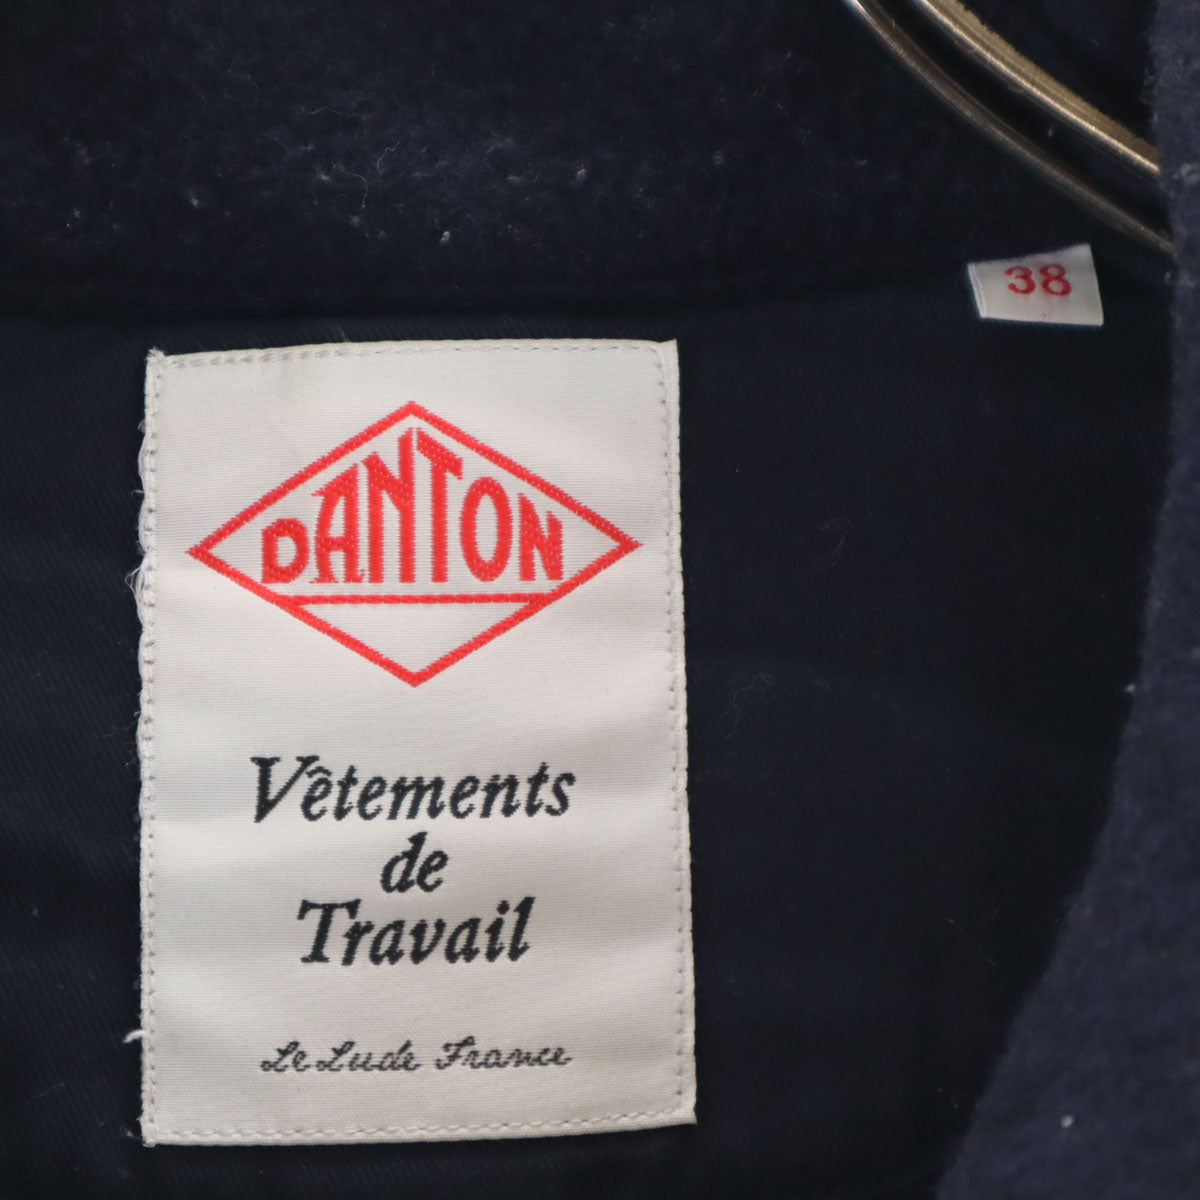 38
DANTON
Vêtements
de
Travail
Le Lude France